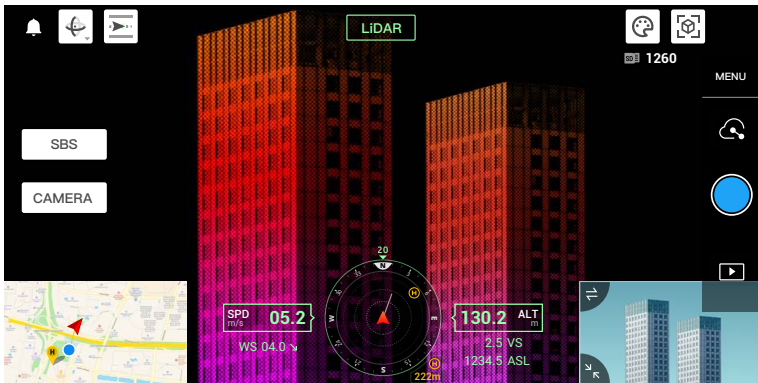 LiDAR
SD 1260
MENU
SBS
CAMERA
20
N
H
W
E
S
SPD
m/s
05.2
WS 04.0 ↘
130.2
ALT
m
2.5 VS
1234.5 ASL
H
222m
H